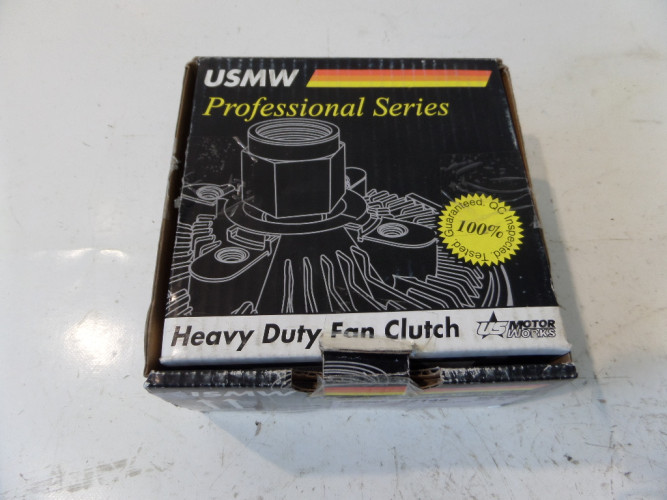 USMW
Professional Series
Guaranteed. QC Inspected. Tested.
100%
Heavy Duty Fan Clutch
US MOTOR
WORKS
USMW